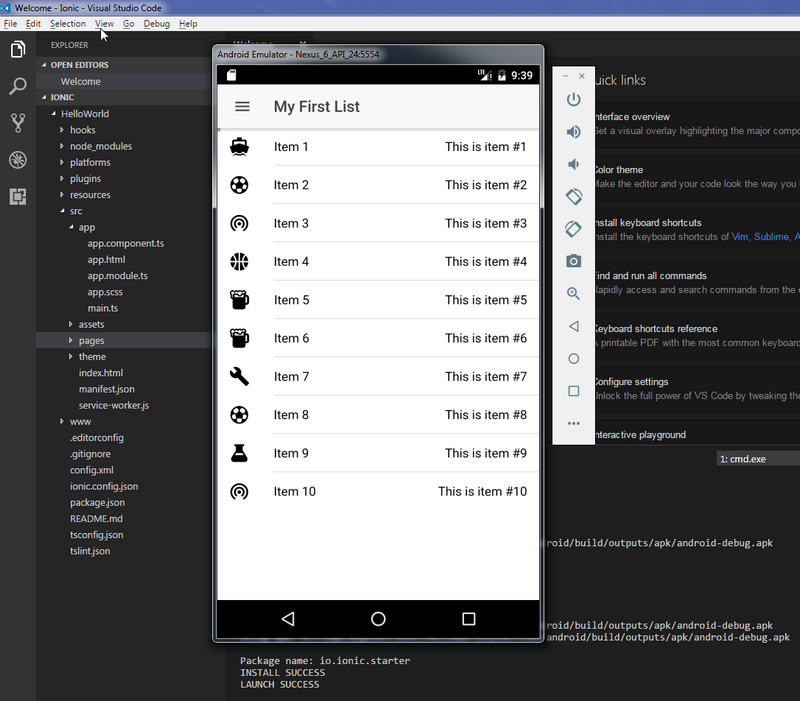 Welcome - Ionic - Visual Studio Code
File Edit Selection View Go Debug Help
EXPLORER
OPEN EDITORS
Welcome
IONIC
HelloWorld
hooks
node_modules
platforms
plugins
resources
src
app
app.component.ts
app.html
app.module.ts
app.scss
main.ts
assets
pages
theme
index.html
manifest.json
service-worker.js
www
.editorconfig
.gitignore
config.xml
ionic.config.json
package.json
README.md
tsconfig.json
tslint.json
Android Emulator - Nexus_6_API_24:5554
LTE 9:39
My First List
Item 1 This is item #1
Item 2 This is item #2
Item 3 This is item #3
Item 4 This is item #4
Item 5 This is item #5
Item 6 This is item #6
Item 7 This is item #7
Item 8 This is item #8
Item 9 This is item #9
Item 10 This is item #10
uick links
nterface overview
Get a visual overlay highlighting the major compo
Color theme
Make the editor and your code look the way you
nstall keyboard shortcuts
nstall the keyboard shortcuts of Vim, Sublime, A
Find and run all commands
Rapidly access and search commands from the
Keyboard shortcuts reference
A printable PDF with the most common keyboard
Configure settings
Unlock the full power of VS Code by tweaking the
nteractive playground
1: cmd.exe
roid/build/outputs/apk/android-debug.apk
roid/build/outputs/apk/android-debug.apk
android/build/outputs/apk/android-debug.apk
Package name: io.ionic.starter
INSTALL SUCCESS
LAUNCH SUCCESS